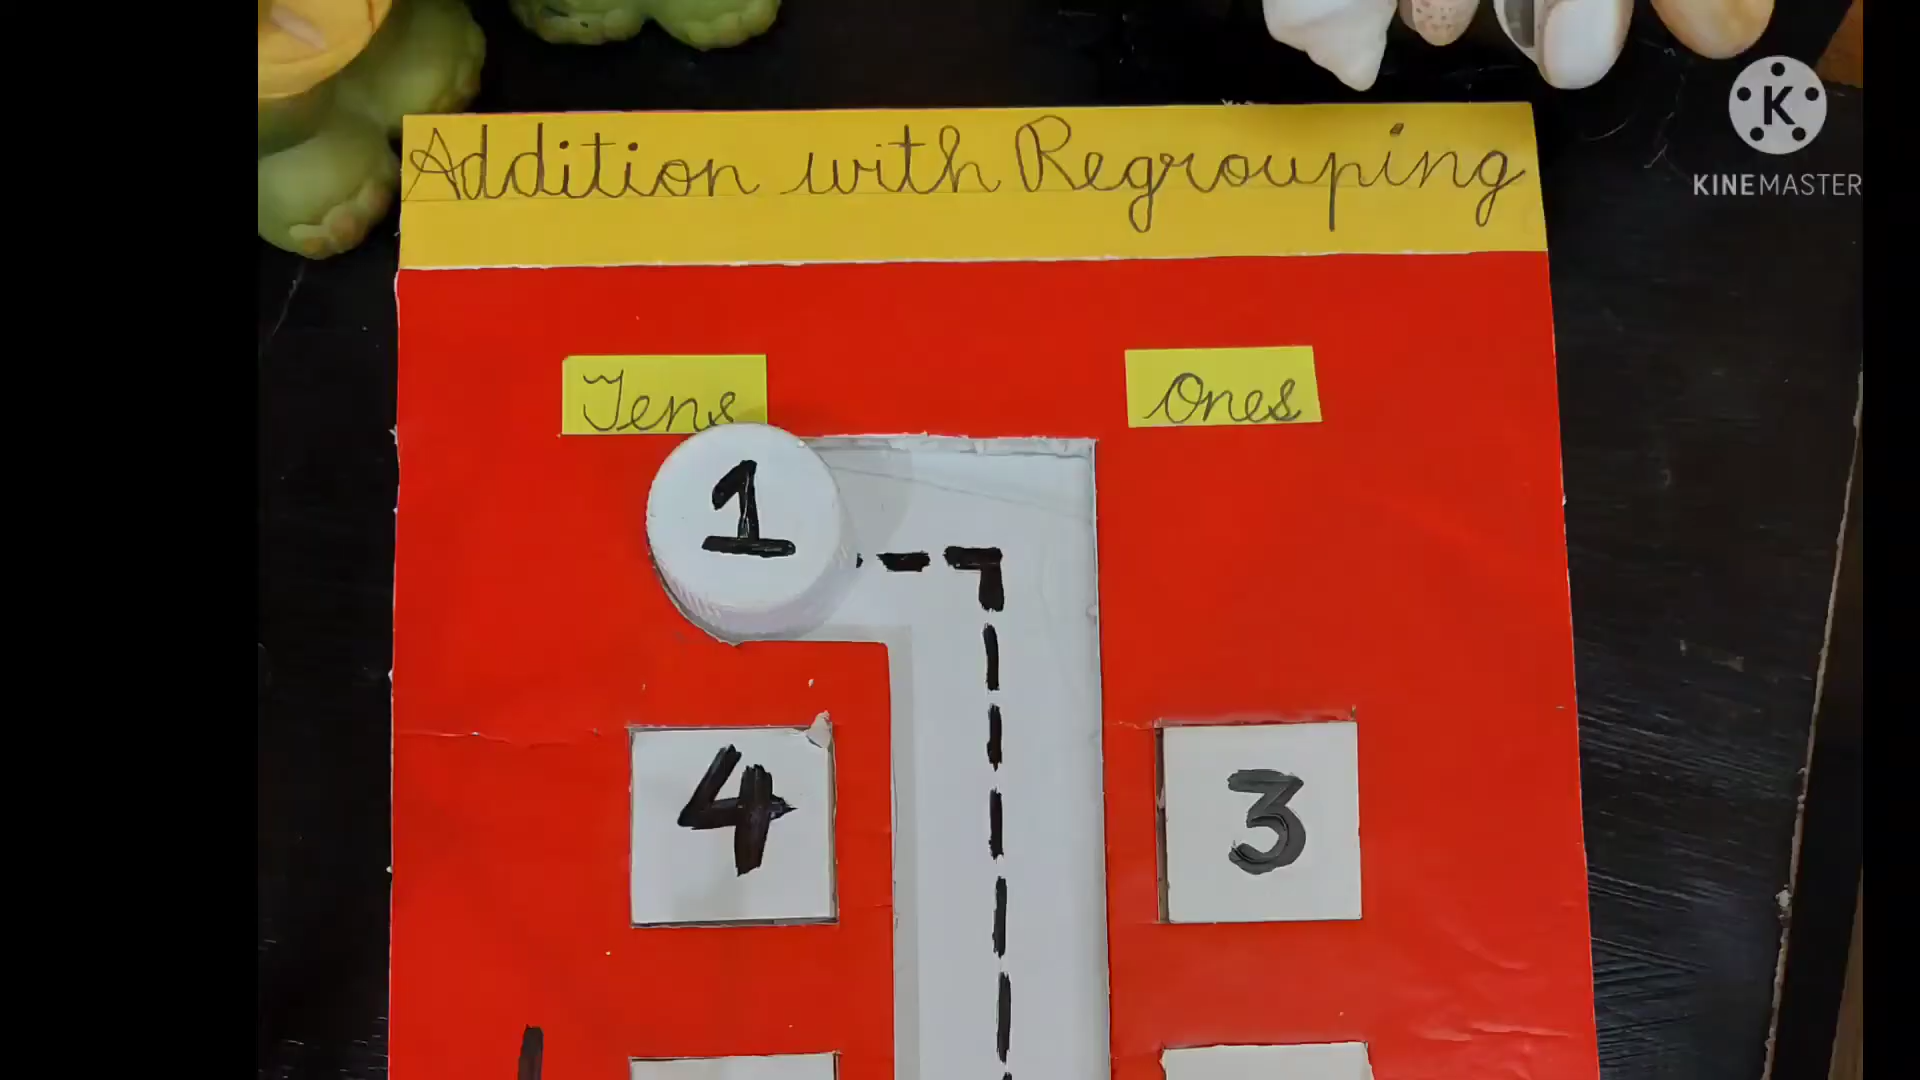 K
KINEMASTER
Addition with Regrouping
Tens Ones
1
4 3